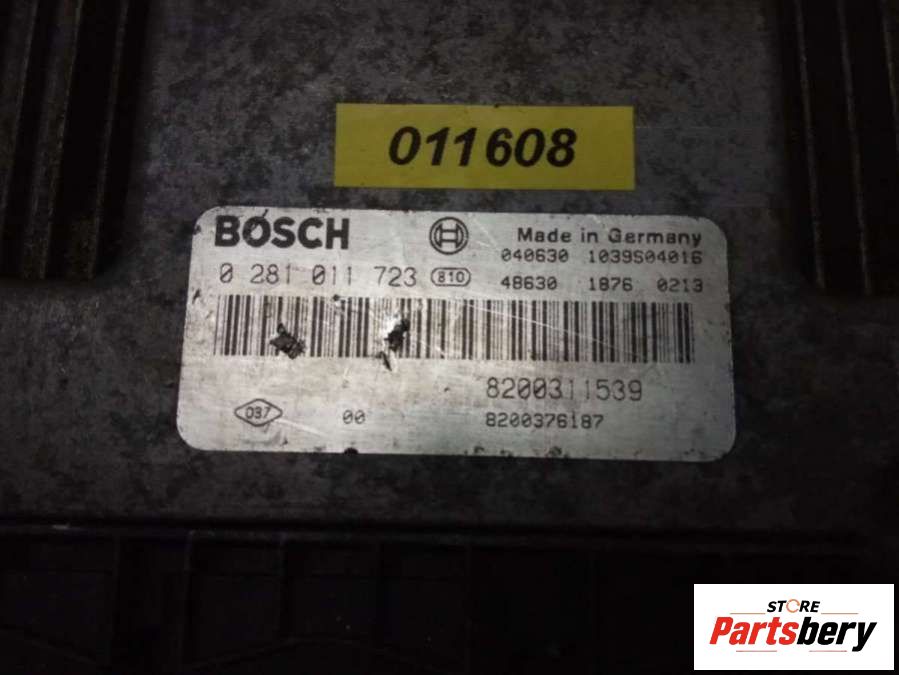 011608
BOSCH Made in Germany
040630 1039S04016
0 281 011 723 810 48630 1876 0213
8200311539
037 00 8200376187
STORE
Partsbery